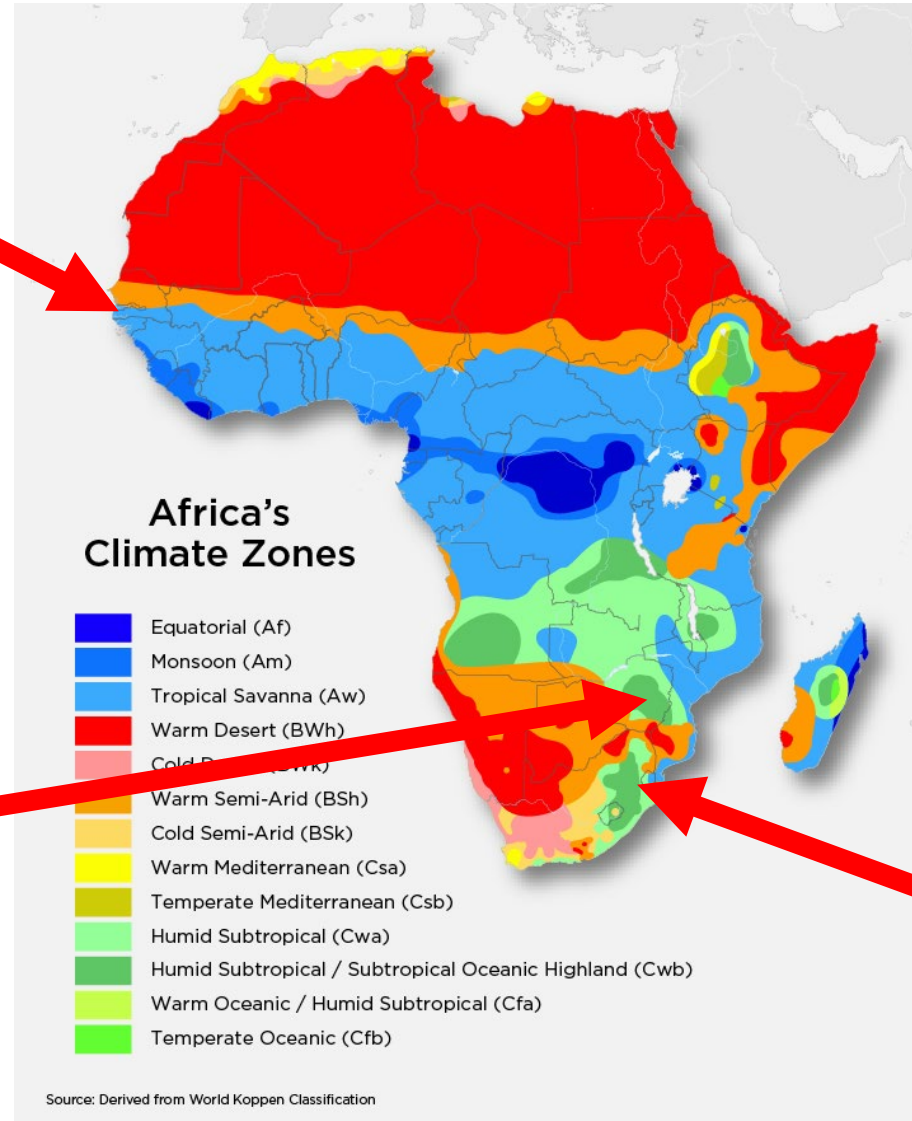 Africa's
Climate Zones
Equatorial (Af)
Monsoon (Am)
Tropical Savanna (Aw)
Warm Desert (BWh)
Cold (BWk)
Warm Semi-Arid (BSh)
Cold Semi-Arid (BSk)
Warm Mediterranean (Csa)
Temperate Mediterranean (Csb)
Humid Subtropical (Cwa)
Humid Subtropical / Subtropical Oceanic Highland (Cwb)
Warm Oceanic / Humid Subtropical (Cfa)
Temperate Oceanic (Cfb)
Source: Derived from World Koppen Classification